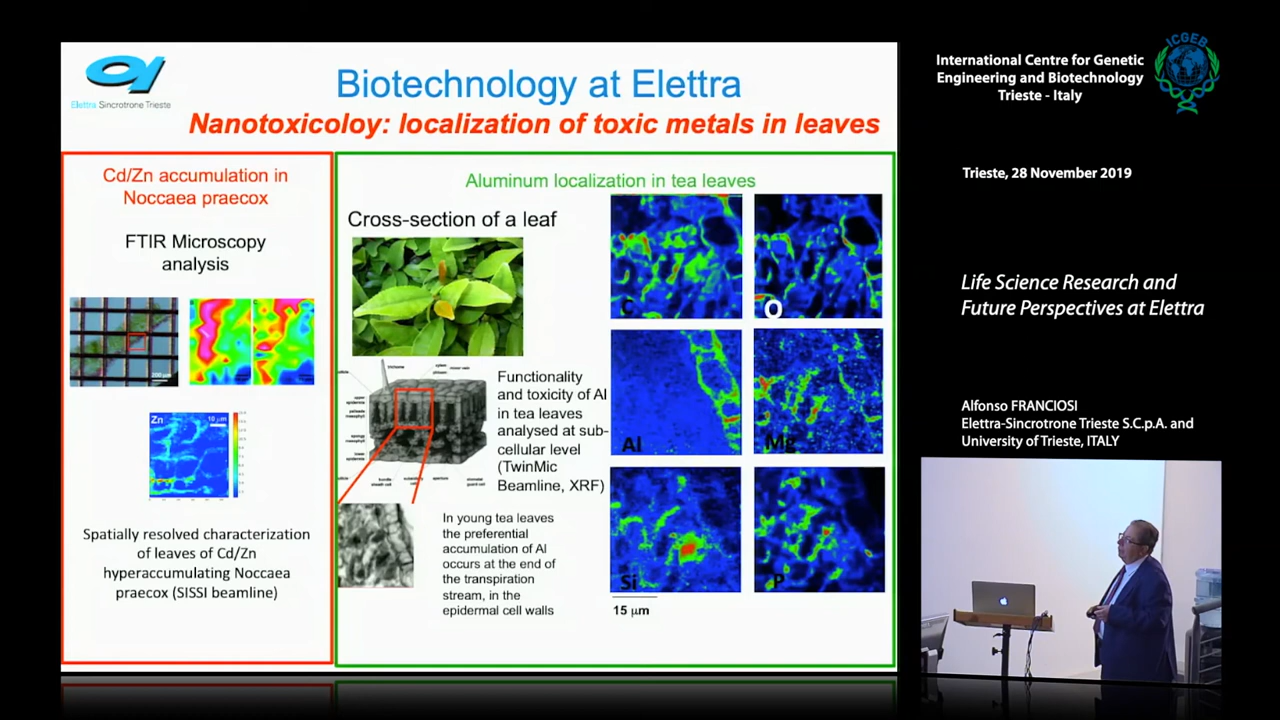 Elettra Sincrotrone Trieste
Biotechnology at Elettra
Nanotoxicoloy: localization of toxic metals in leaves
Cd/Zn accumulation in
Noccaea praecox
FTIR Microscopy
analysis
200 µm
Zn
10 µm
Spatially resolved characterization
of leaves of Cd/Zn
hyperaccumulating Noccaea
praecox (SISSI beamline)
Aluminum localization in tea leaves
Cross-section of a leaf
Functionality
and toxicity of Al
in tea leaves
analysed at sub-
cellular level
(TwinMic
Beamline, XRF)
In young tea leaves
the preferential
accumulation of Al
occurs at the end of
the transpiration
stream, in the
epidermal cell walls
C
O
Al
Mg
Si
P
15 µm
ICGEB
International Centre for Genetic
Engineering and Biotechnology
Trieste - Italy
Trieste, 28 November 2019
Life Science Research and
Future Perspectives at Elettra
Alfonso FRANCIOSI
Elettra-Sincrotrone Trieste S.C.p.A. and
University of Trieste, ITALY